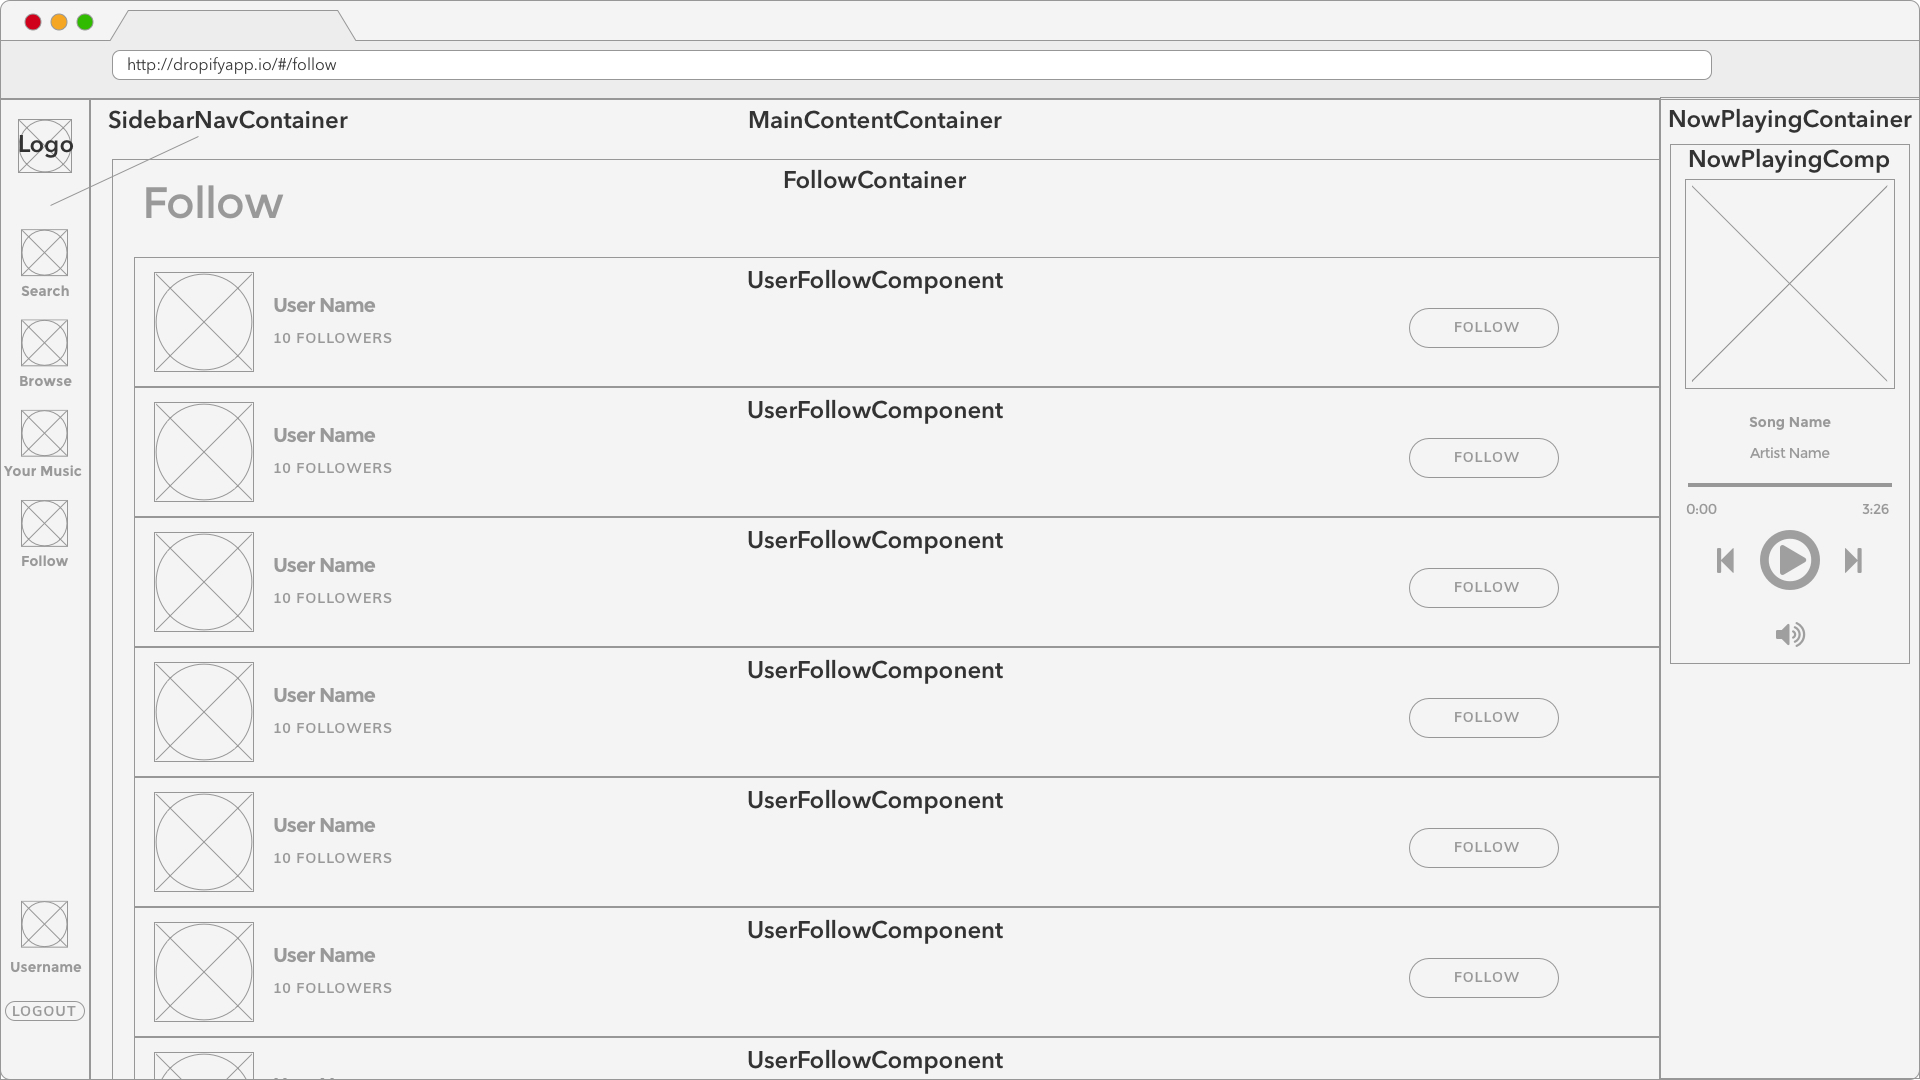 http://dropifyapp.io/#/follow
SidebarNavContainer
MainContentContainer
NowPlayingContainer
Logo
Search
Browse
Your Music
Follow
Username
LOGOUT
FollowContainer
Follow
UserFollowComponent
User Name
10 FOLLOWERS
FOLLOW
UserFollowComponent
User Name
10 FOLLOWERS
FOLLOW
UserFollowComponent
User Name
10 FOLLOWERS
FOLLOW
UserFollowComponent
User Name
10 FOLLOWERS
FOLLOW
UserFollowComponent
User Name
10 FOLLOWERS
FOLLOW
UserFollowComponent
User Name
10 FOLLOWERS
FOLLOW
UserFollowComponent
NowPlayingComp
Song Name
Artist Name
0:00
3:26